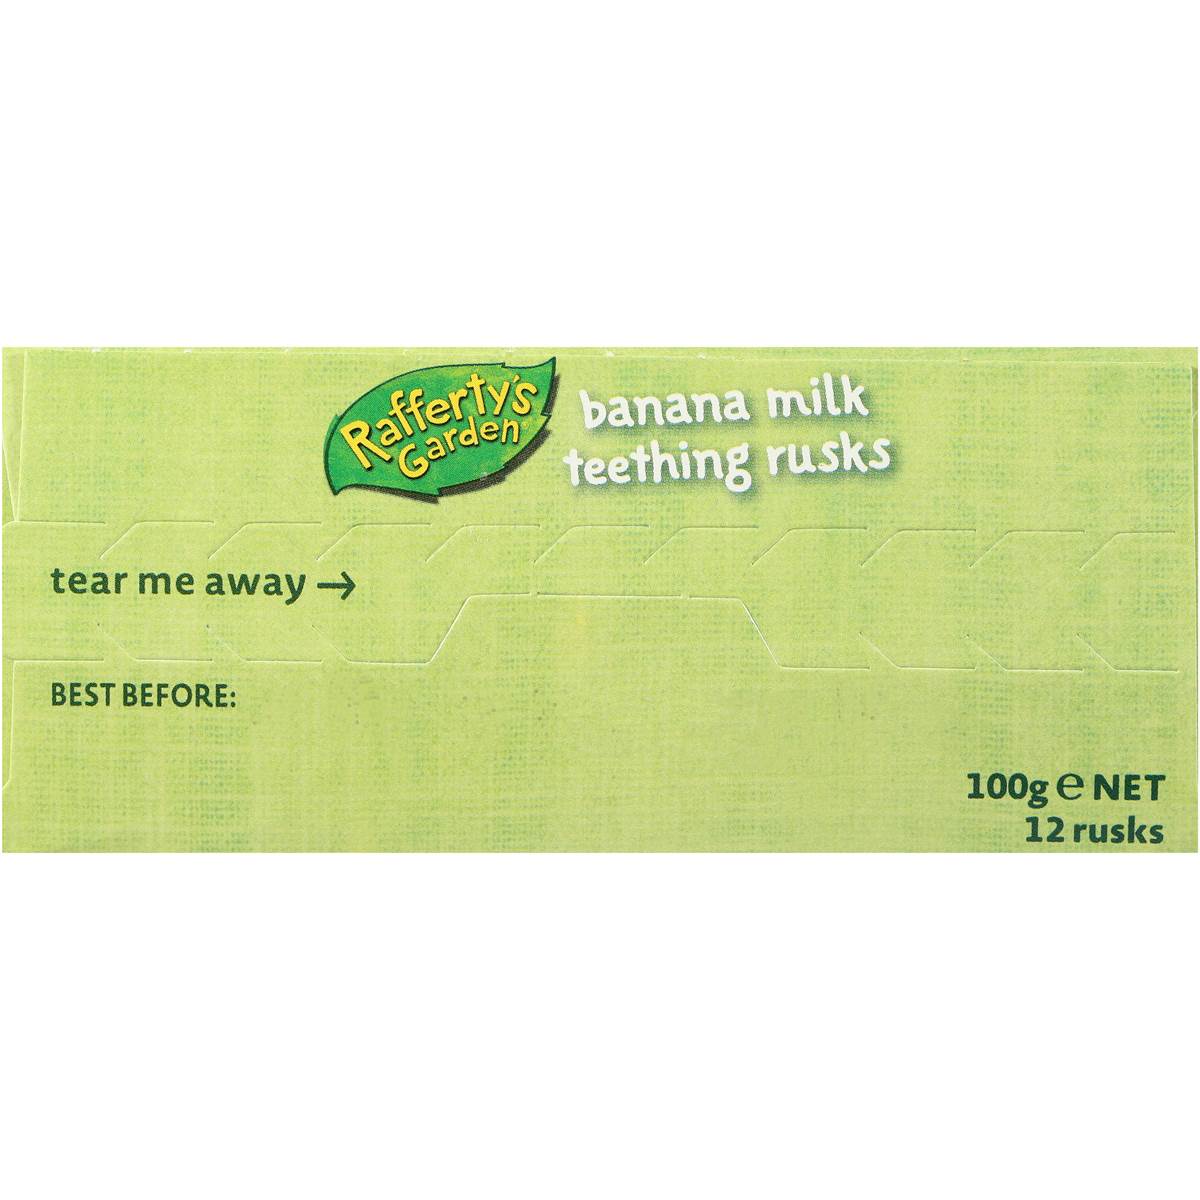 Rafferty's
Garden
banana milk
teething rusks
tear me away →
BEST BEFORE:
100g ℮ NET
12 rusks